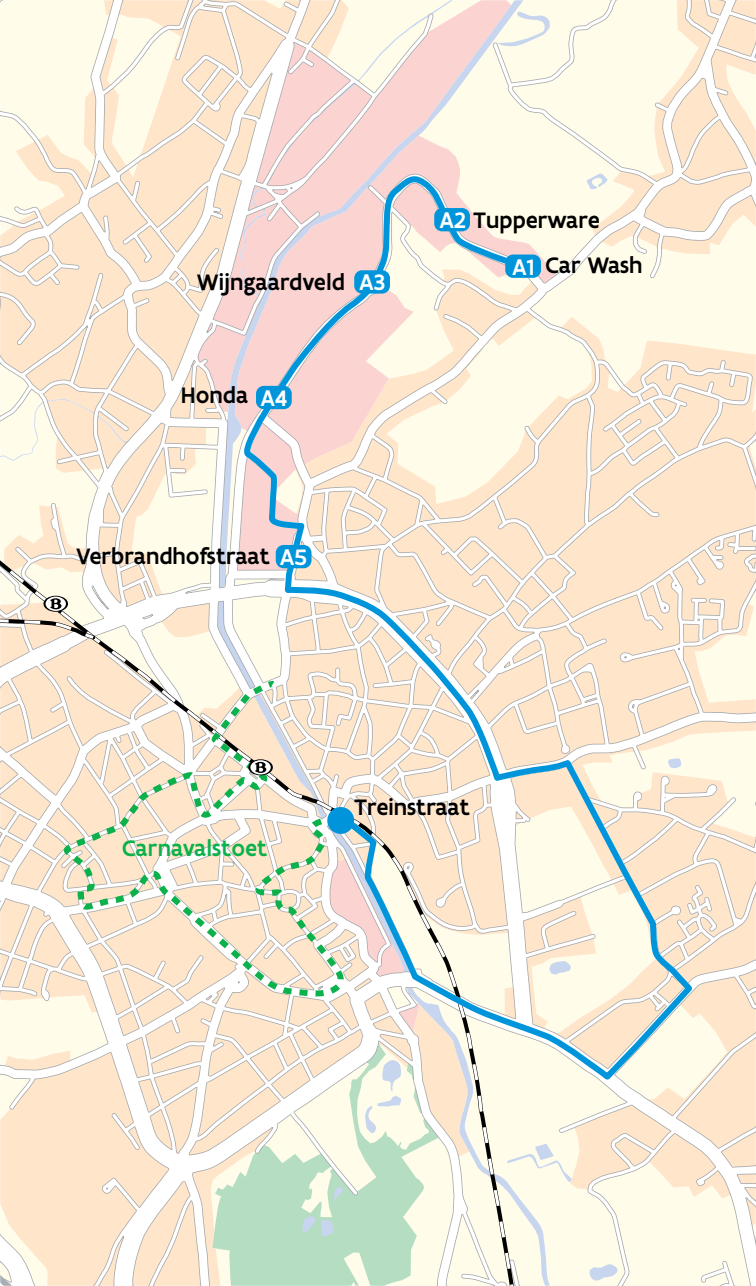 A2 Tupperware
A1 Car Wash
Wijngaardveld A3
Honda A4
Verbrandhofstraat A5
B
B
Treinstraat
Carnavalstoet